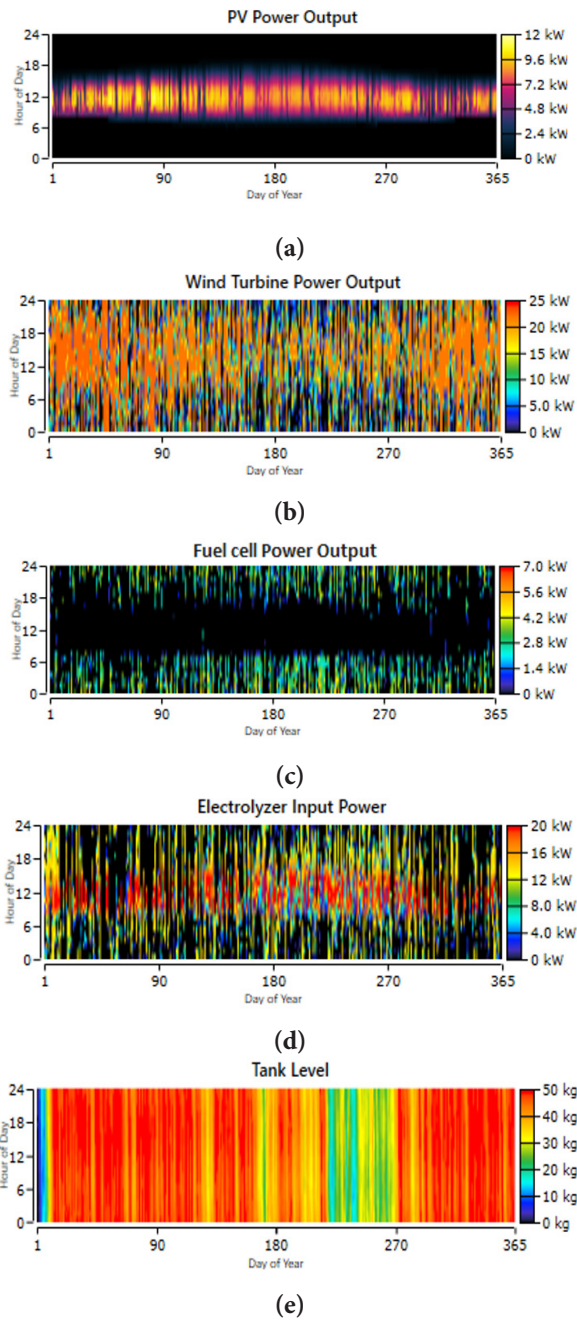 PV Power Output
24
18
12
6
0
Hour of Day
1 90 180 270 365
Day of Year
12 kW
9.6 kW
7.2 kW
4.8 kW
2.4 kW
0 kW
(a)
Wind Turbine Power Output
24
18
12
6
0
Hour of Day
1 90 180 270 365
Day of Year
25 kW
20 kW
15 kW
10 kW
5.0 kW
0 kW
(b)
Fuel cell Power Output
24
18
12
6
0
Hour of Day
1 90 180 270 365
Day of Year
7.0 kW
5.6 kW
4.2 kW
2.8 kW
1.4 kW
0 kW
(c)
Electrolyzer Input Power
24
18
12
6
0
Hour of Day
1 90 180 270 365
Day of Year
20 kW
16 kW
12 kW
8.0 kW
4.0 kW
0 kW
(d)
Tank Level
24
18
12
6
0
Hour of Day
1 90 180 270 365
Day of Year
50 kg
40 kg
30 kg
20 kg
10 kg
0 kg
(e)